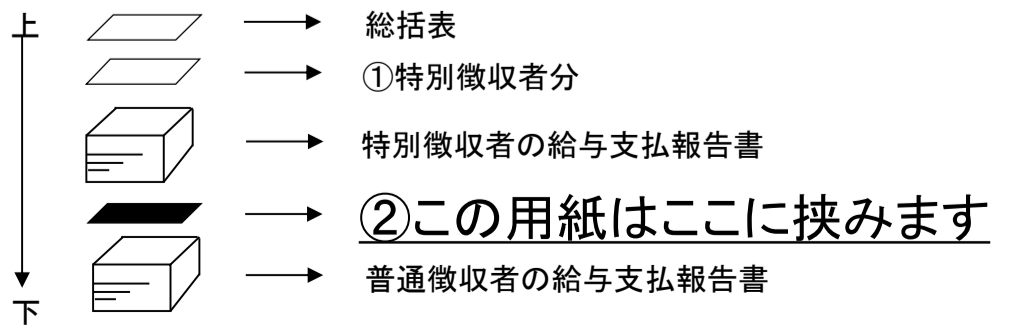 上
総括表
①特別徴収者分
特別徴収者の給与支払報告書
②この用紙はここに挟みます
普通徴収者の給与支払報告書
下